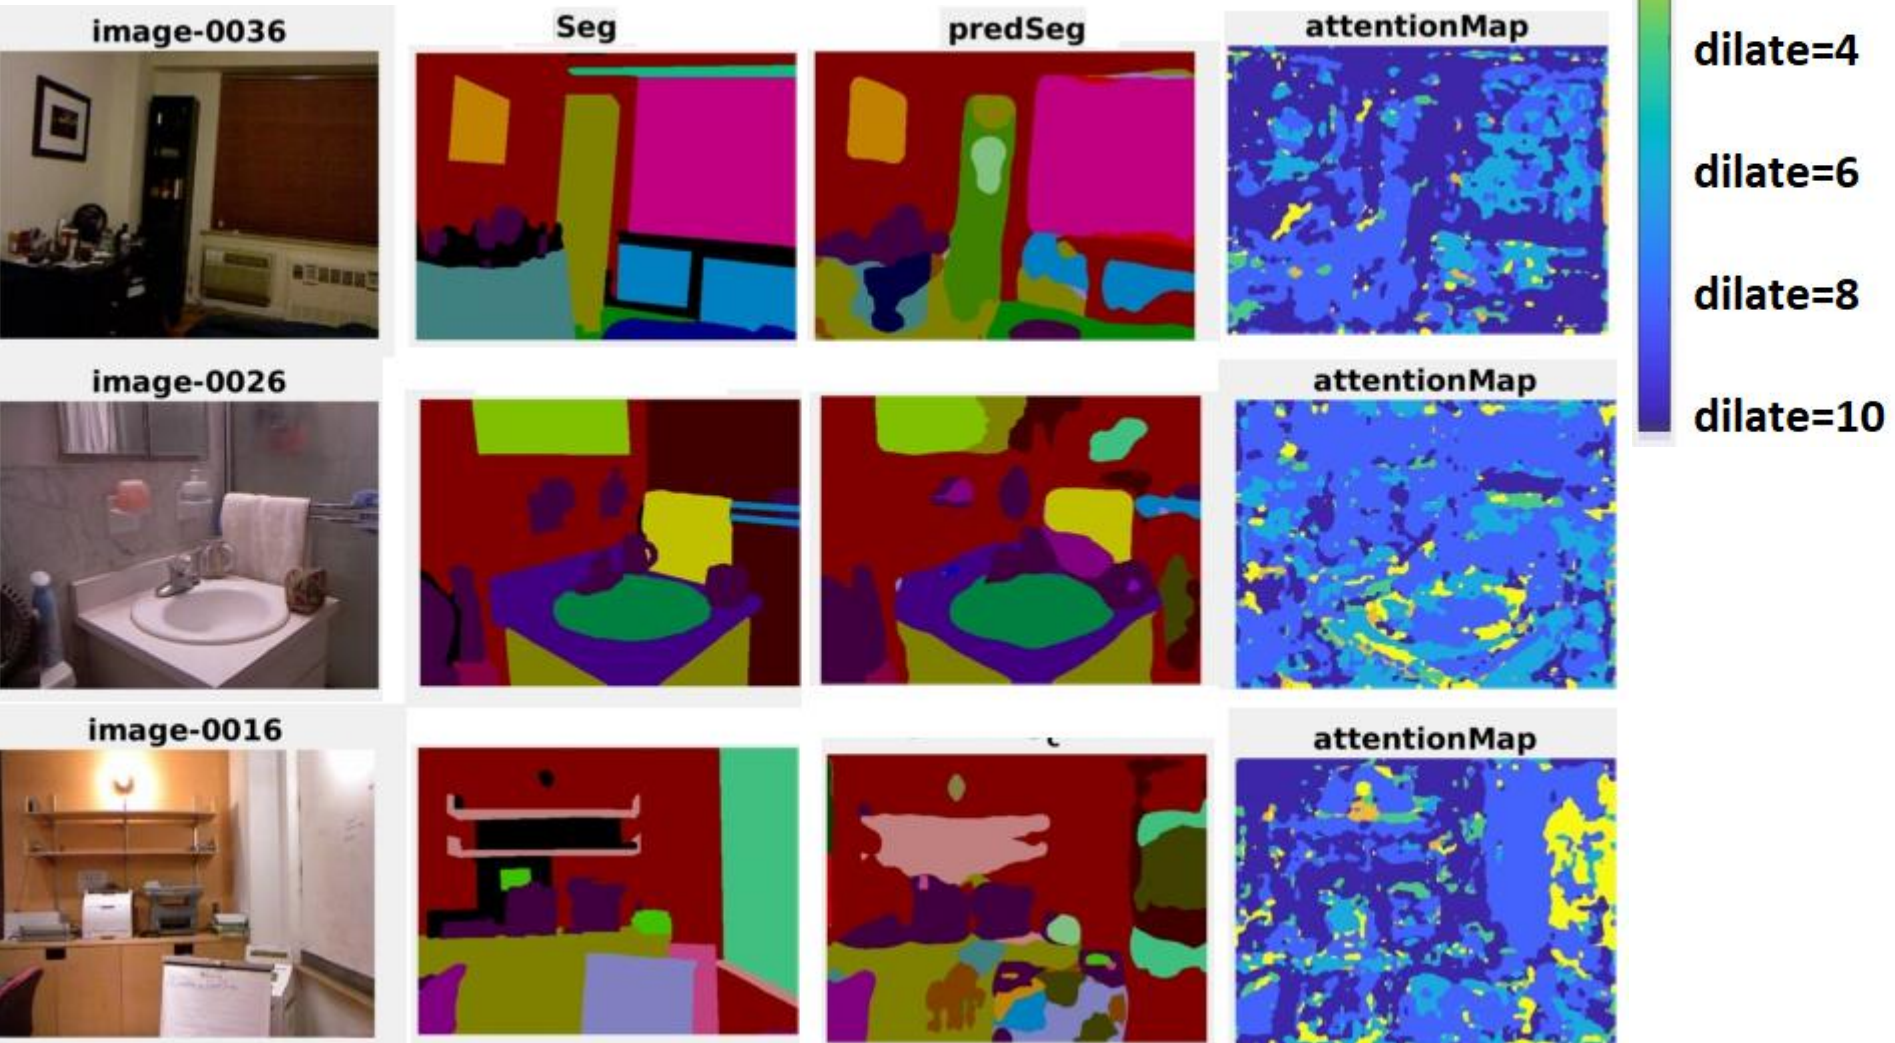 image-0036
Seg
predSeg
attentionMap
dilate=4
dilate=6
dilate=8
dilate=10
image-0026
attentionMap
image-0016
attentionMap